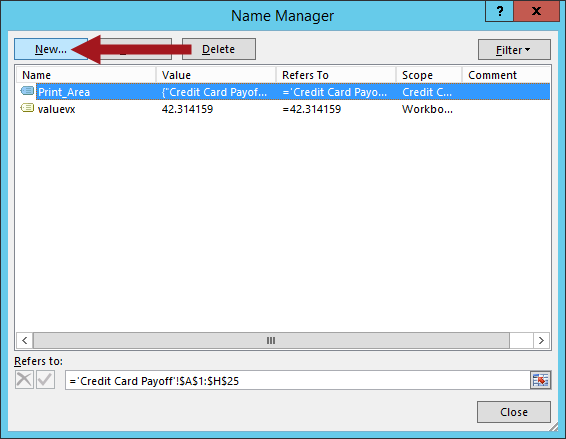 Name Manager
? X
New... Delete Filter
Name Value Refers To Scope Comment
Print_Area {"Credit Card Payof... ='Credit Card Payo... Credit C...
valuevx 42.314159 =42.314159 Workbo...
Refers to:
='Credit Card Payoff'!$A$1:$H$25
Close